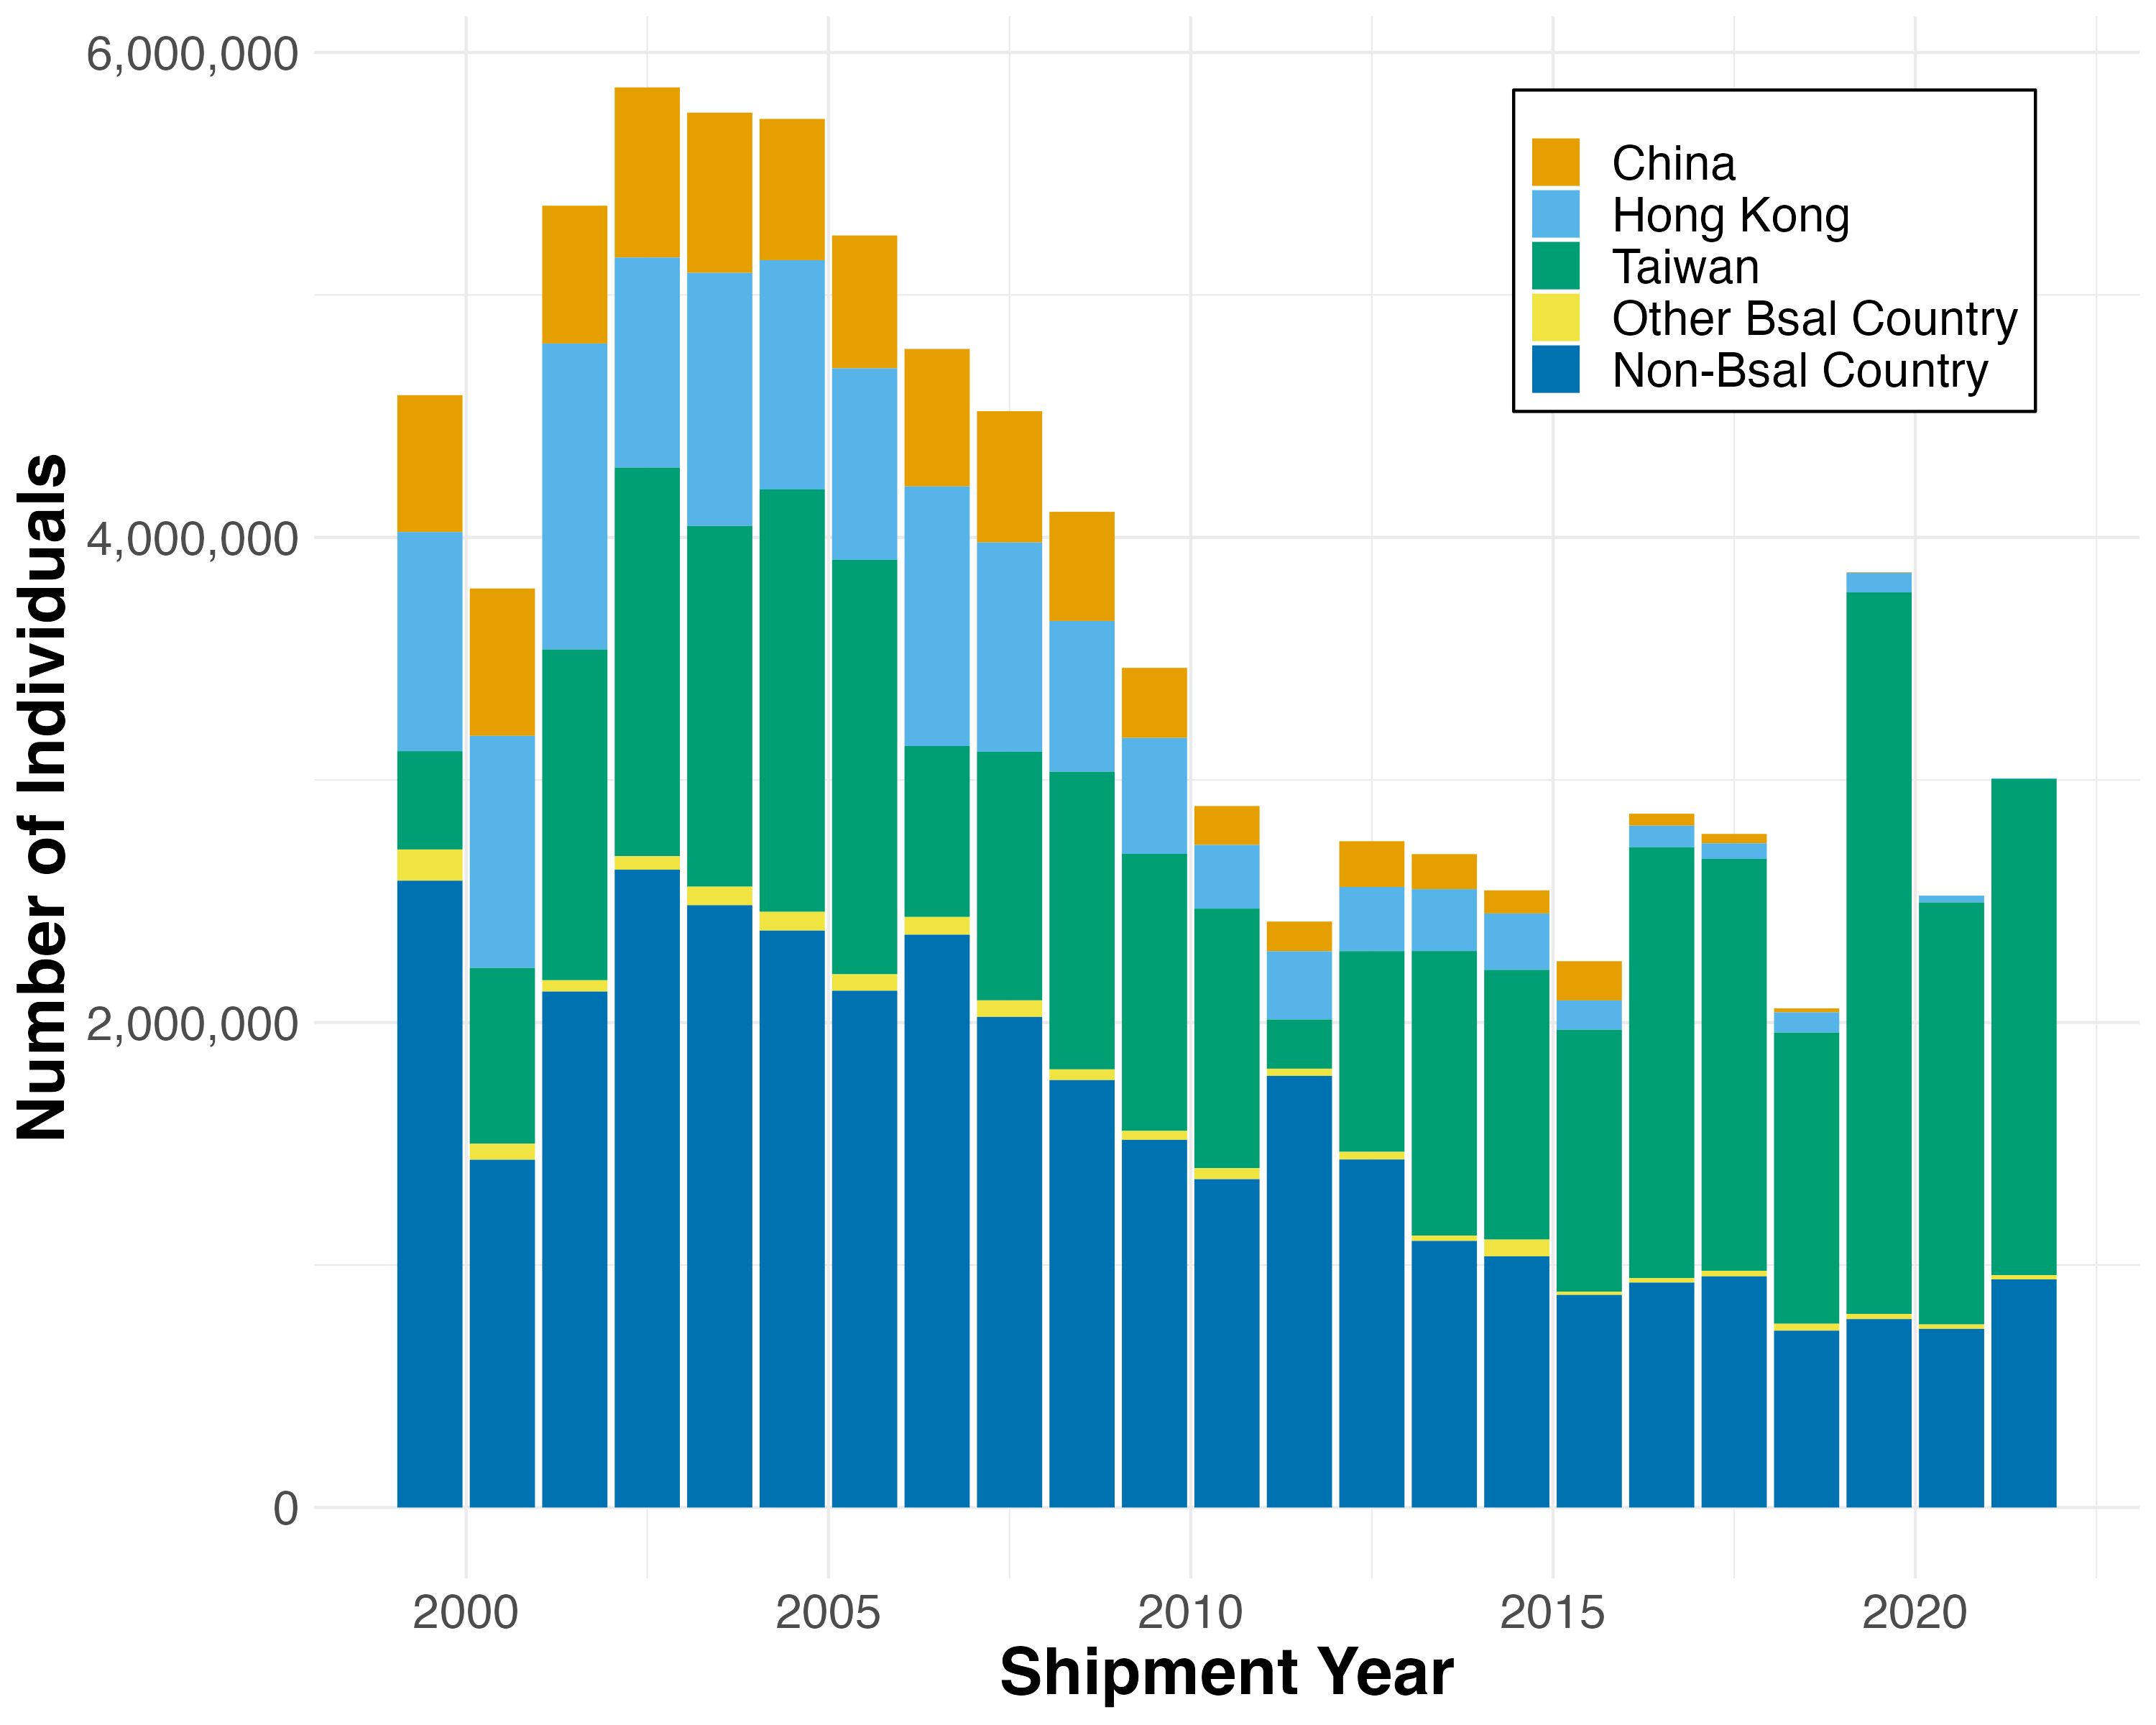 6,000,000
4,000,000
2,000,000
0
Number of Individuals
China
Hong Kong
Taiwan
Other Bsal Country
Non-Bsal Country
2000
2005
2010
2015
2020
Shipment Year